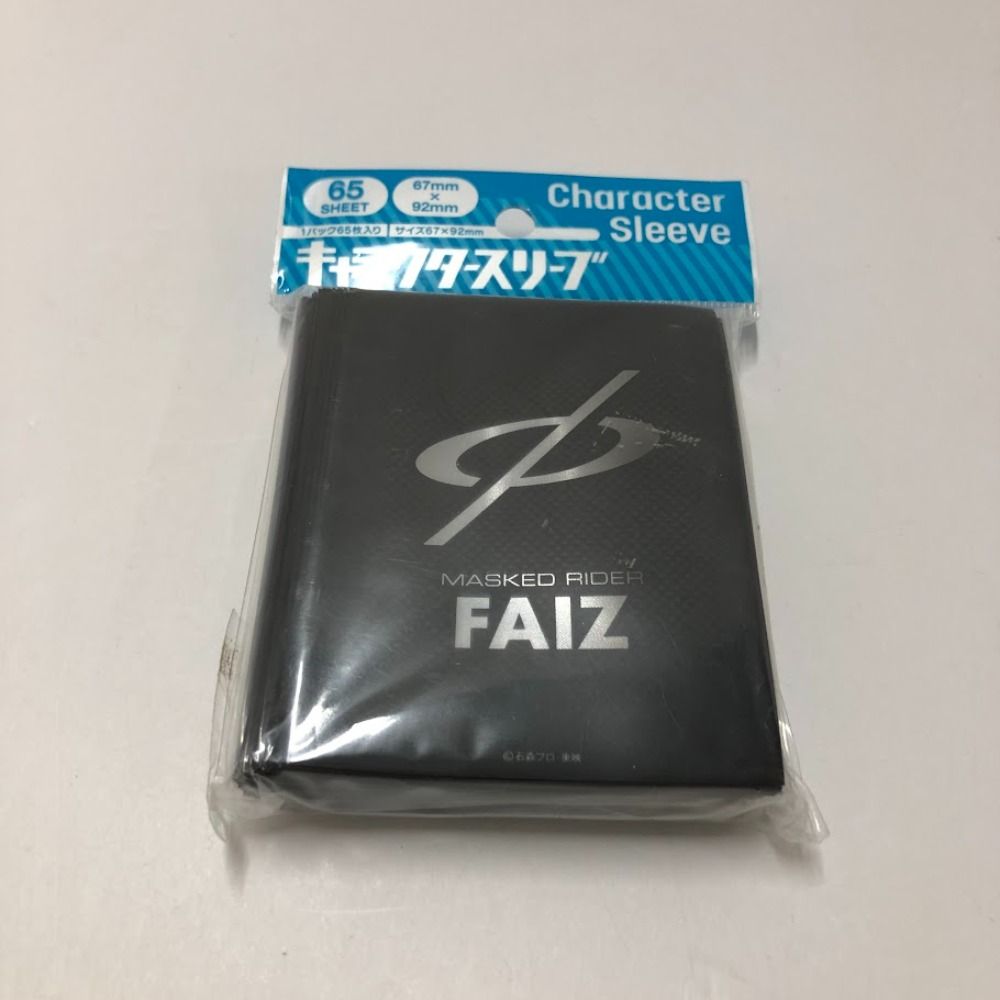 65
SHEET
67mm
×
92mm
Character
Sleeve
1パック65枚入り
サイズ67×92mm
キャラクタースリーブ
MASKED RIDER
FAIZ
©石森プロ・東映